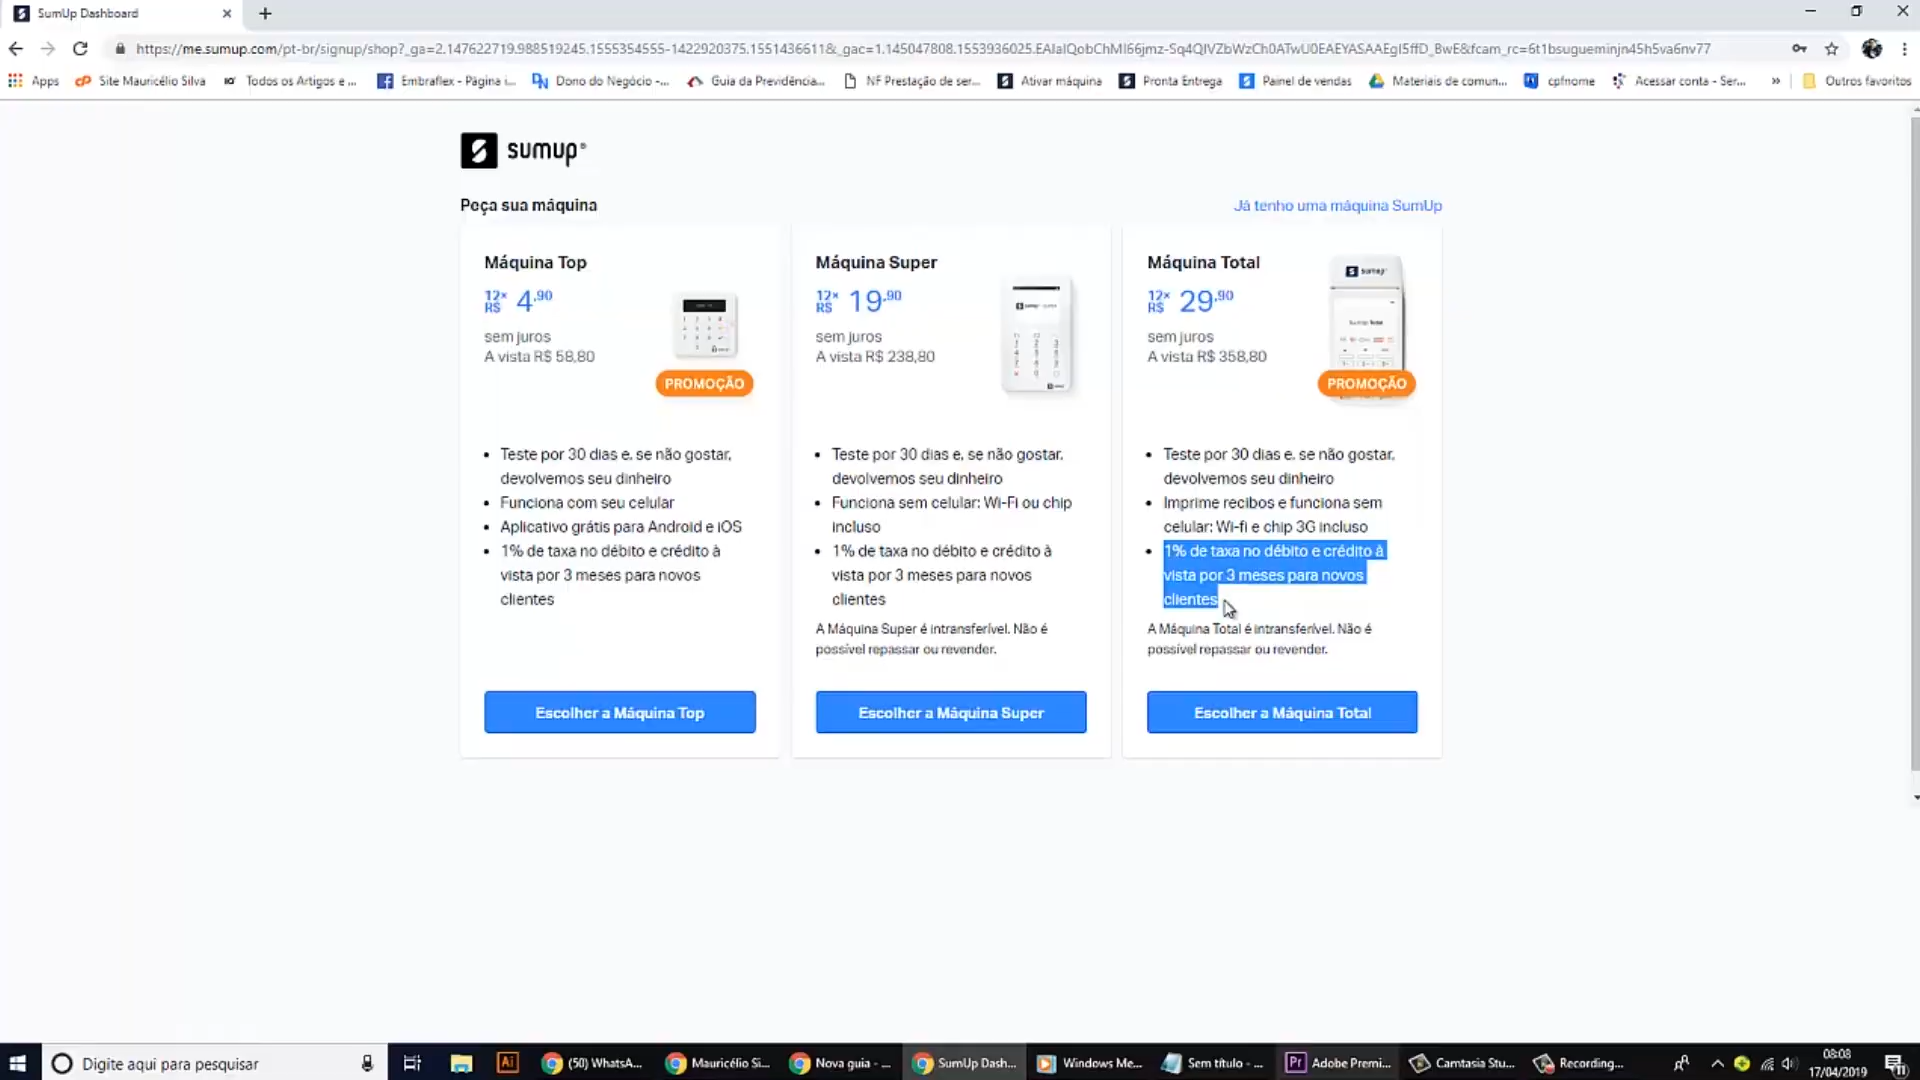 SumUp Dashboard
https://me.sumup.com/pt-br/signup/shop?_ga=2.147622719.988519245.1555354555-1422920375.1551436611&_gac=1.145047808.1553936025.EAIaIQobChMI66jmz-Sq4QIVZbWzCh0ATwU0EAEYASAAEgI5ffD_BwE&fcam_rc=6t1bsugueminjn45h5va6nv77
Apps Site Mauricélio Silva Todos os Artigos e ... Embraflex - Página i... Dono do Negócio -... Guia da Previdência... NF Prestação de ser... Ativar máquina Pronta Entrega Painel de vendas Materiais de comun... cpfnome Acessar conta - Ser... » Outros favoritos
sumup®
Peça sua máquina
Já tenho uma máquina SumUp
Máquina Top
12x R$ 4,90
sem juros
A vista R$ 58,80
PROMOÇÃO
Teste por 30 dias e, se não gostar,
devolvemos seu dinheiro
Funciona com seu celular
Aplicativo grátis para Android e iOS
1% de taxa no débito e crédito à
vista por 3 meses para novos
clientes
Escolher a Máquina Top
Máquina Super
12x R$ 19,90
sem juros
A vista R$ 238,80
Teste por 30 dias e, se não gostar,
devolvemos seu dinheiro
Funciona sem celular: Wi-Fi ou chip
incluso
1% de taxa no débito e crédito à
vista por 3 meses para novos
clientes
A Máquina Super é intransferível. Não é
possível repassar ou revender.
Escolher a Máquina Super
Máquina Total
12x R$ 29,90
sem juros
A vista R$ 358,80
sumup
SumUp Total
PROMOÇÃO
Teste por 30 dias e, se não gostar,
devolvemos seu dinheiro
Imprime recibos e funciona sem
celular: Wi-fi e chip 3G incluso
1% de taxa no débito e crédito à
vista por 3 meses para novos
clientes
A Máquina Total é intransferível. Não é
possível repassar ou revender.
Escolher a Máquina Total
Digite aqui para pesquisar
Ai
(50) WhatsA... Mauricélio Si... Nova guia - ... SumUp Dash... Windows Me... Sem título - ... Pr Adobe Premi... Camtasia Stu... Recording...
08:08
17/04/2019